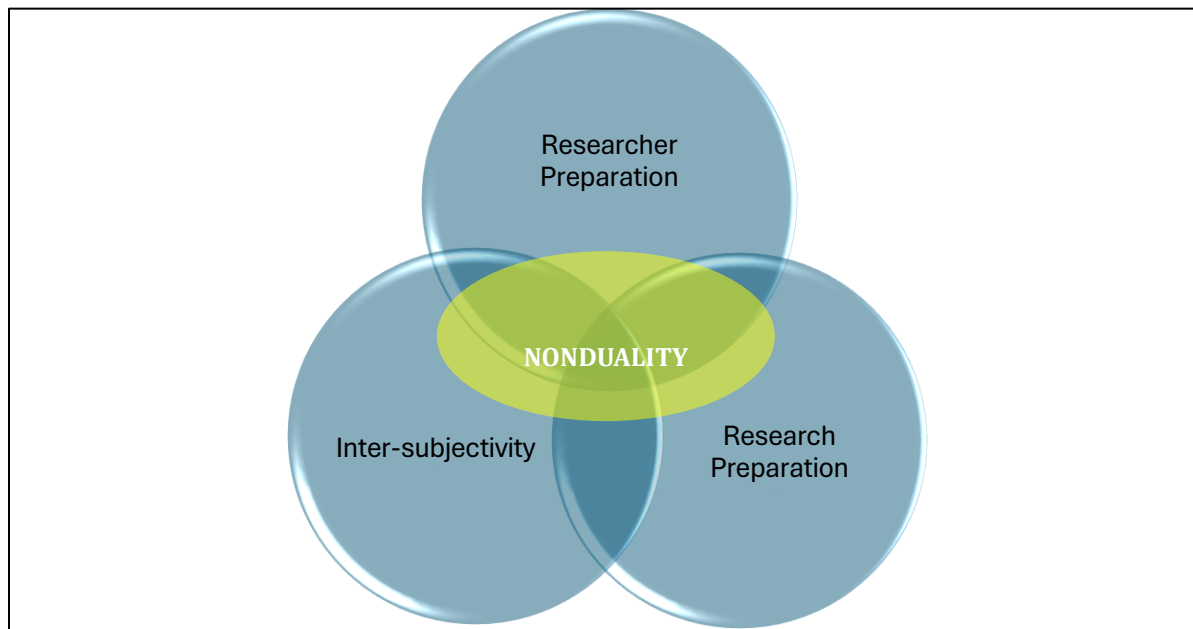 Researcher
Preparation
NONDUALITY
Inter-subjectivity
Research
Preparation